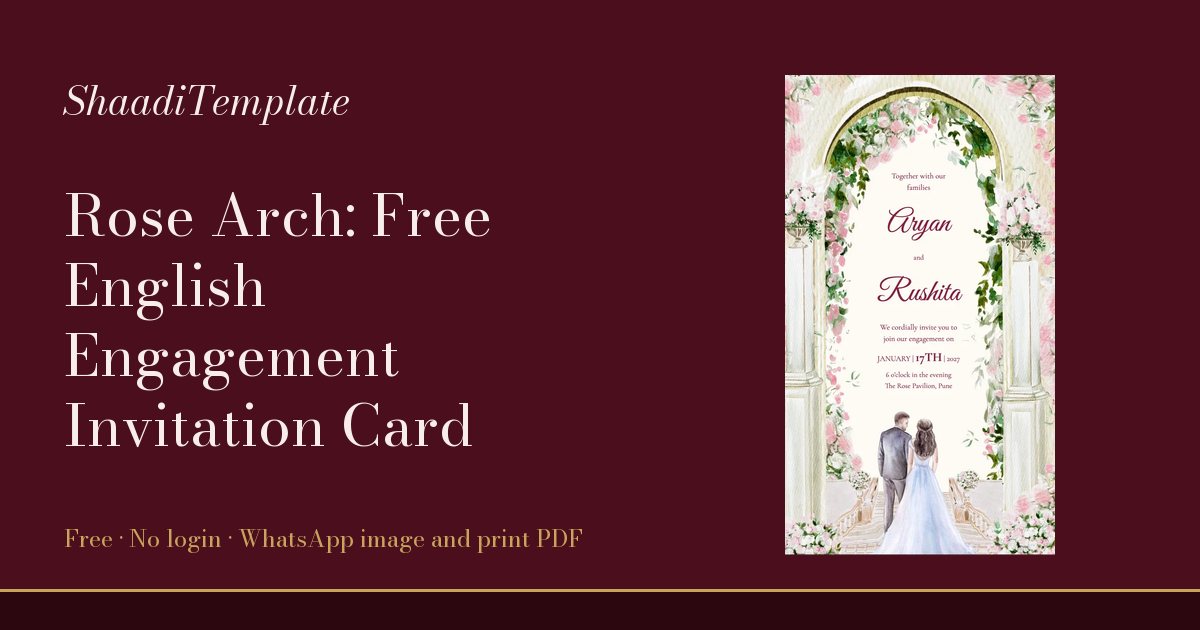 ShaadiTemplate
Rose Arch: Free
English
Engagement
Invitation Card
Free · No login · WhatsApp image and print PDF
Together with our
families
Aryan
and
Rushita
We cordially invite you to
join our engagement on
JANUARY | 17TH | 2027
6 o'clock in the evening
The Rose Pavilion, Pune